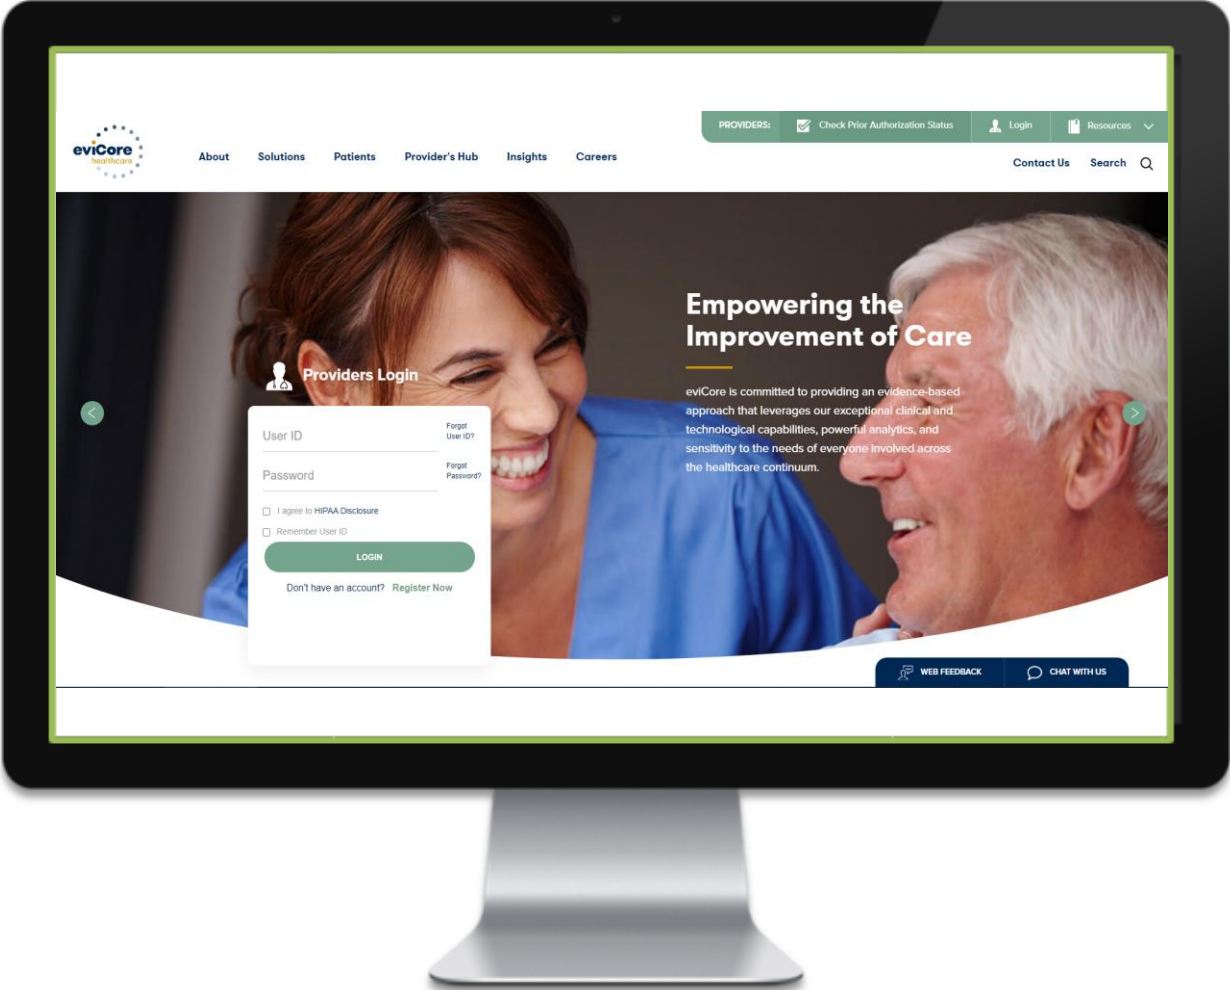 PROVIDERS: Check Prior Authorization Status Login Resources
eviCore
healthcare
About Solutions Patients Provider's Hub Insights Careers
Contact Us Search
Empowering the
Improvement of Care
eviCore is committed to providing an evidence-based
approach that leverages our exceptional clinical and
technological capabilities, powerful analytics, and
sensitivity to the needs of everyone involved across
the healthcare continuum.
Providers Login
User ID
Forgot
User ID?
Password
Forgot
Password?
I agree to HIPAA Disclosure
Remember User ID
LOGIN
Don't have an account? Register Now
WEB FEEDBACK CHAT WITH US